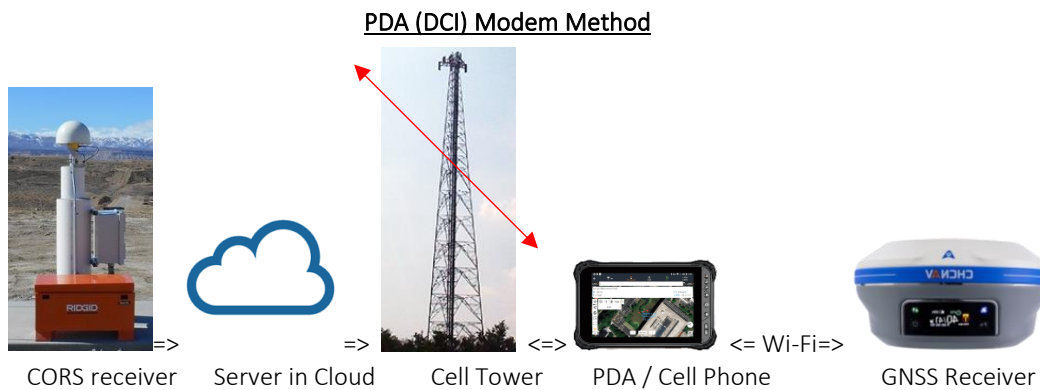 PDA (DCI) Modem Method
RIDGID
CHCNAV
=> => <=> <= Wi-Fi=>
CORS receiver Server in Cloud Cell Tower PDA / Cell Phone GNSS Receiver